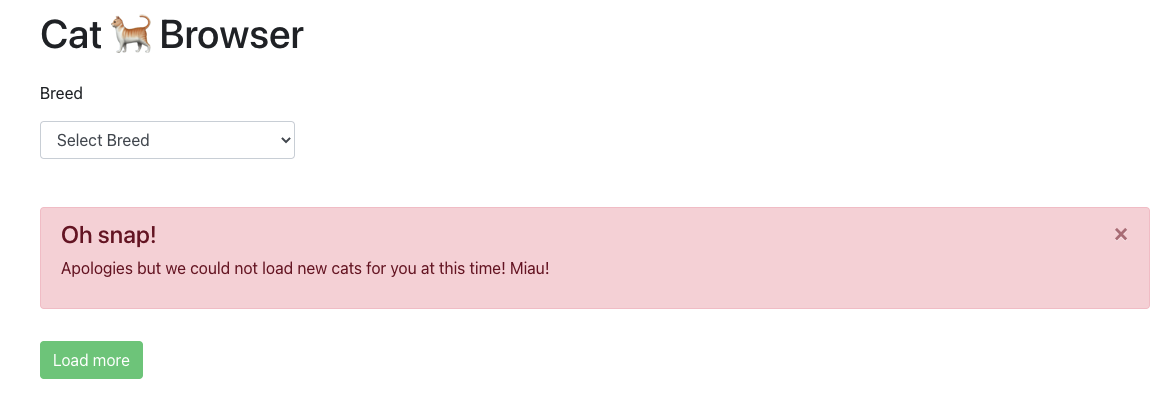 Cat 🐈 Browser
Breed
Select Breed
Oh snap!
×
Apologies but we could not load new cats for you at this time! Miau!
Load more